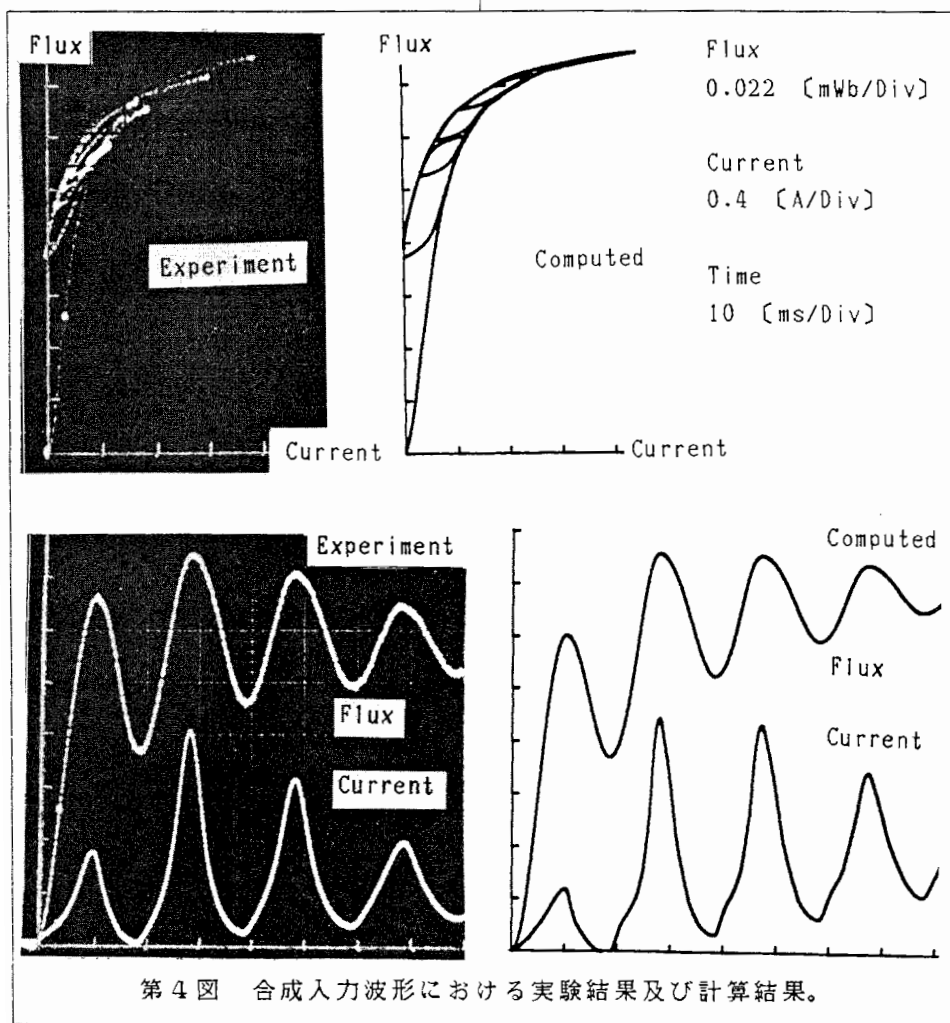 Flux
Experiment
Current
Flux
Computed
Current
Flux
0.022 〔mWb/Div〕
Current
0.4 〔A/Div〕
Time
10 〔ms/Div〕
Experiment
Flux
Current
Computed
Flux
Current
第4図 合成入力波形における実験結果及び計算結果。